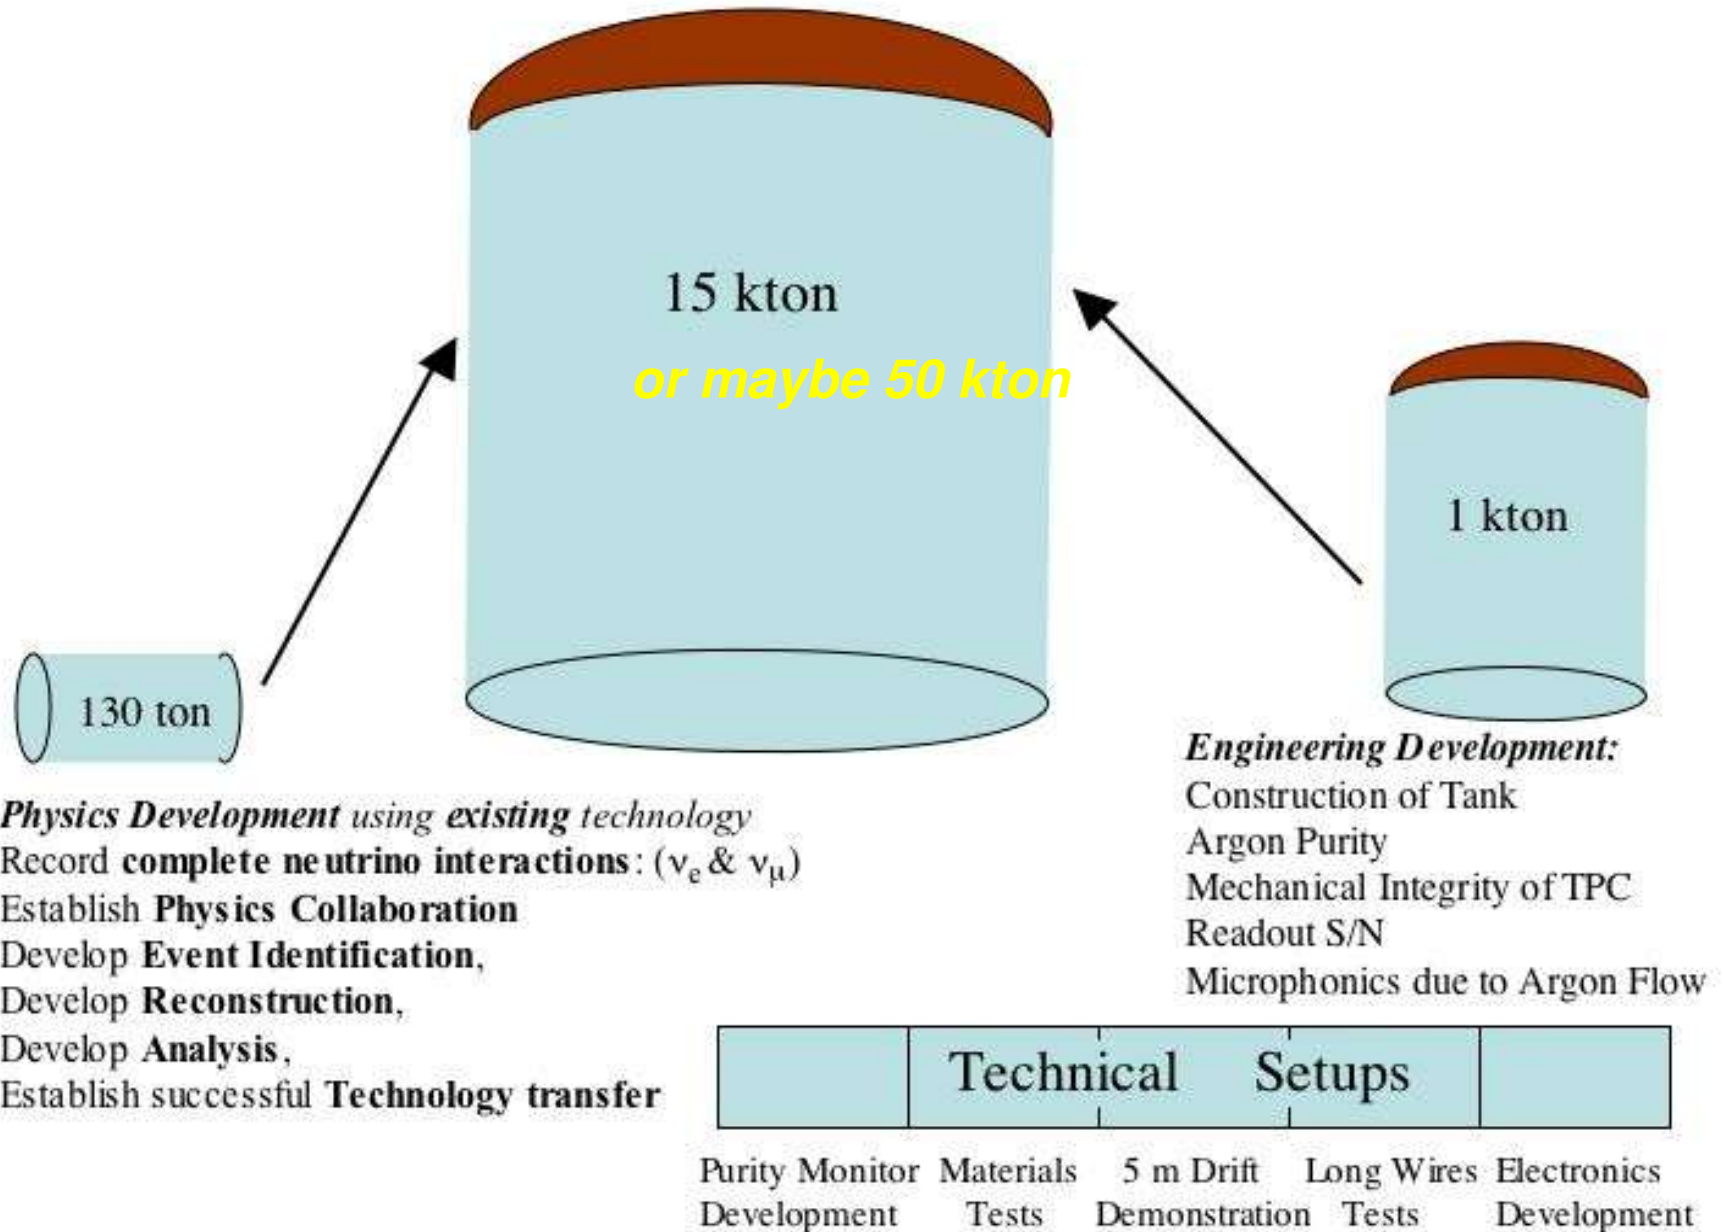 15 kton
or maybe 50 kton
1 kton
130 ton
Physics Development using existing technology
Record complete neutrino interactions: (νe & νμ)
Establish Physics Collaboration
Develop Event Identification,
Develop Reconstruction,
Develop Analysis,
Establish successful Technology transfer
Engineering Development:
Construction of Tank
Argon Purity
Mechanical Integrity of TPC
Readout S/N
Microphonics due to Argon Flow
Technical Setups
Purity Monitor Development
Materials Tests
5 m Drift Demonstration
Long Wires Tests
Electronics Development